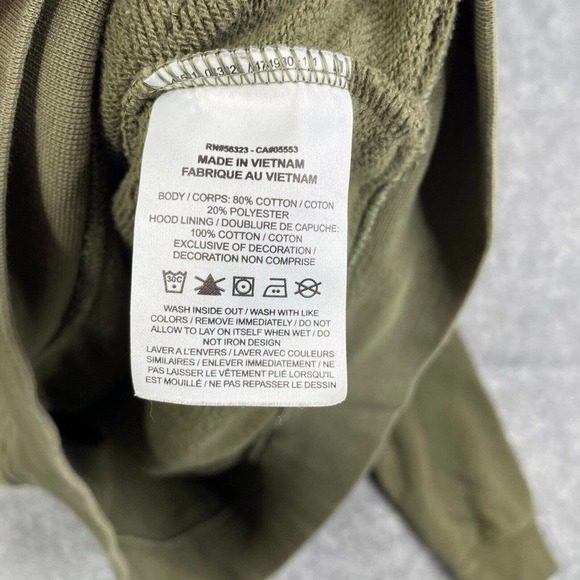 RN#56323 - CA#05553
MADE IN VIETNAM
FABRIQUE AU VIETNAM
BODY / CORPS: 80% COTTON / COTON
20% POLYESTER
HOOD LINING / DOUBLURE DE CAPUCHE:
100% COTTON / COTON
EXCLUSIVE OF DECORATION /
DECORATION NON COMPRISE
30C
WASH INSIDE OUT / WASH WITH LIKE
COLORS / REMOVE IMMEDIATELY / DO NOT
ALLOW TO LAY ON ITSELF WHEN WET / DO
NOT IRON DESIGN
LAVER A L'ENVERS / LAVER AVEC COULEURS
SIMILAIRES / ENLEVER IMMEDIATEMENT / NE
PAS LAISSER LE VÊTEMENT PLIÉ LORSQU'IL
EST MOUILLÉ / NE PAS REPASSER LE DESSIN